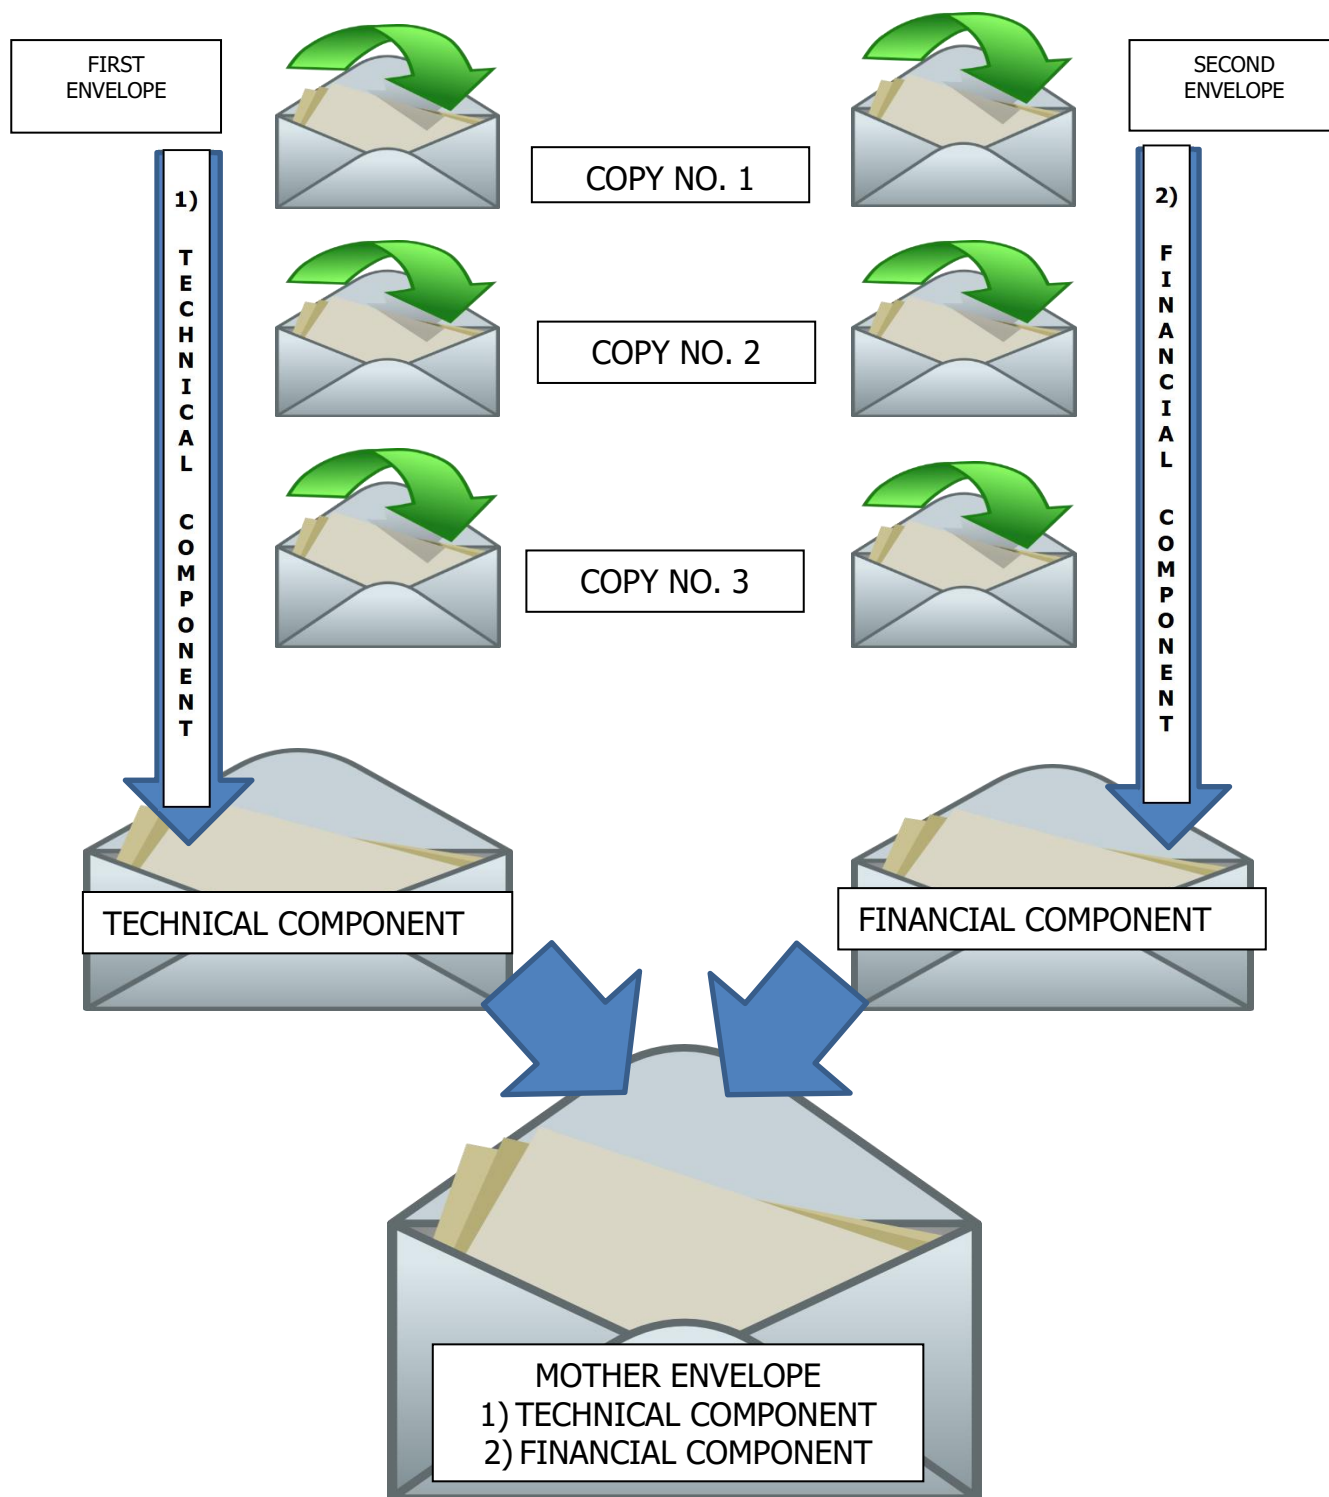 FIRST
ENVELOPE
SECOND
ENVELOPE
COPY NO. 1
1)
TECHNICAL COMPONENT
2)
FINANCIAL COMPONENT
COPY NO. 2
COPY NO. 3
TECHNICAL COMPONENT
FINANCIAL COMPONENT
MOTHER ENVELOPE
1) TECHNICAL COMPONENT
2) FINANCIAL COMPONENT